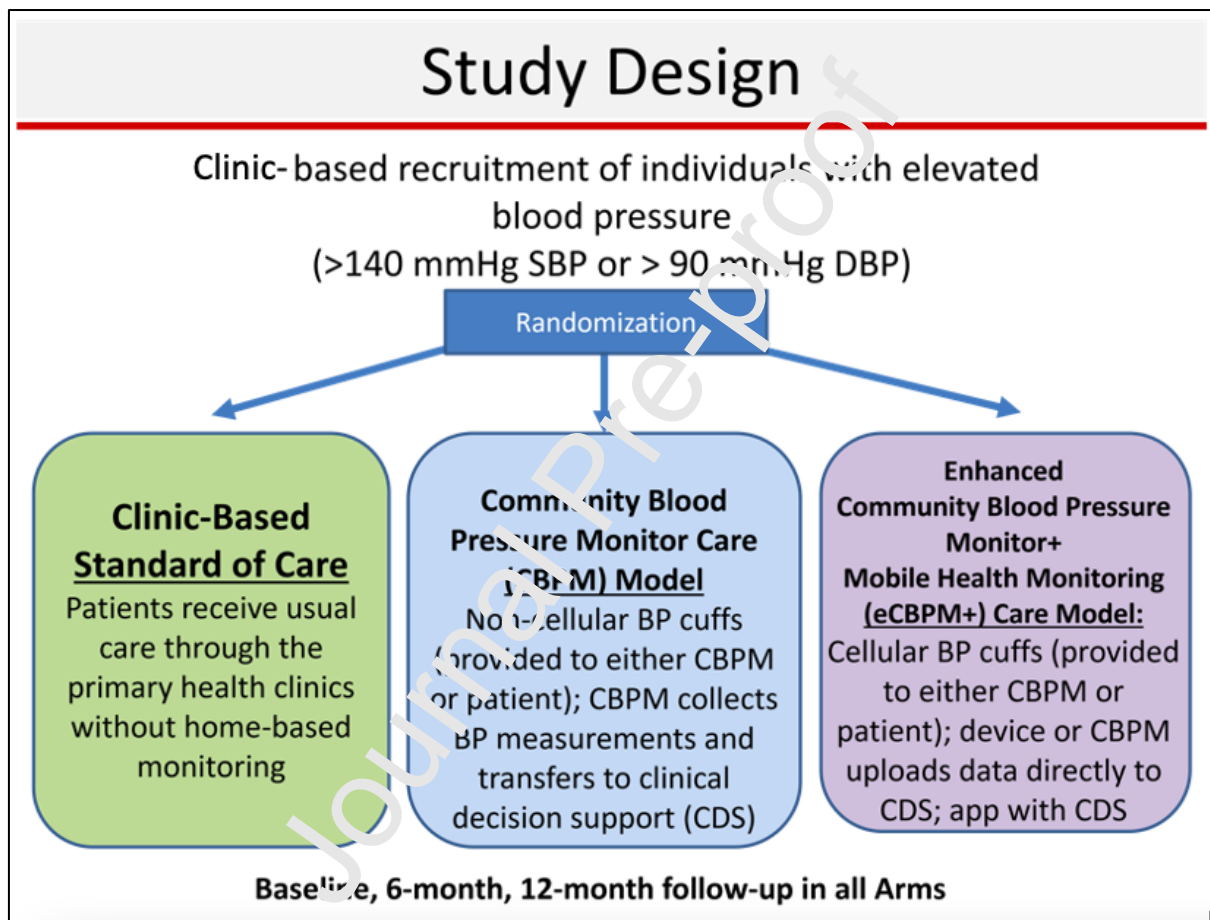 Study Design
Clinic-based recruitment of individuals with elevated
blood pressure
(>140 mmHg SBP or > 90 mmHg DBP)
Randomization
Clinic-Based
Standard of Care
Patients receive usual
care through the
primary health clinics
without home-based
monitoring
Community Blood
Pressure Monitor Care
(CBPM) Model
Non-cellular BP cuffs
(provided to either CBPM
or patient); CBPM collects
BP measurements and
transfers to clinical
decision support (CDS)
Enhanced
Community Blood Pressure
Monitor+
Mobile Health Monitoring
(eCBPM+) Care Model:
Cellular BP cuffs (provided
to either CBPM or
patient); device or CBPM
uploads data directly to
CDS; app with CDS
Baseline, 6-month, 12-month follow-up in all Arms
Journal Pre-proof